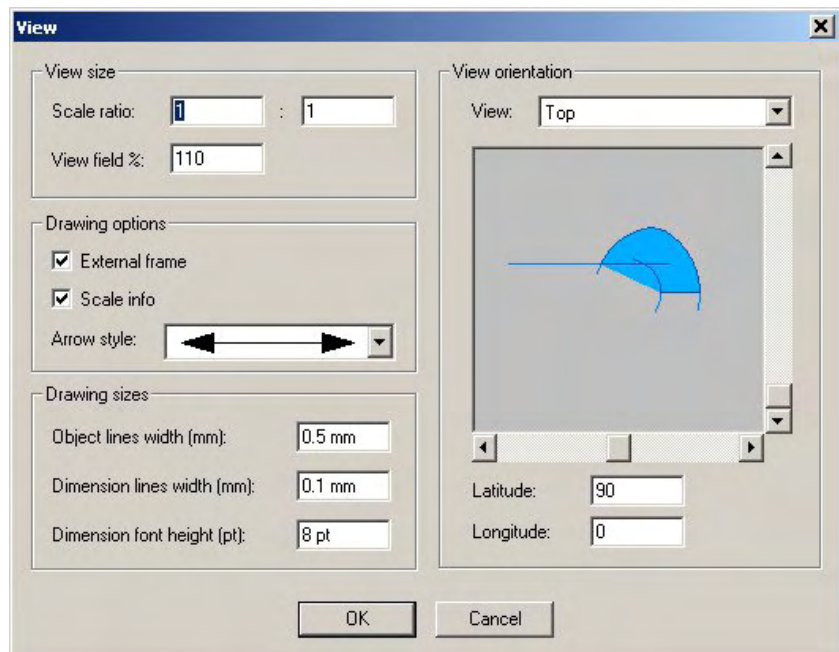 View
View size
Scale ratio: 1 : 1
View field %: 110
Drawing options
External frame
Scale info
Arrow style:
Drawing sizes
Object lines width (mm): 0.5 mm
Dimension lines width (mm): 0.1 mm
Dimension font height (pt): 8 pt
View orientation
View: Top
Latitude: 90
Longitude: 0
OK Cancel